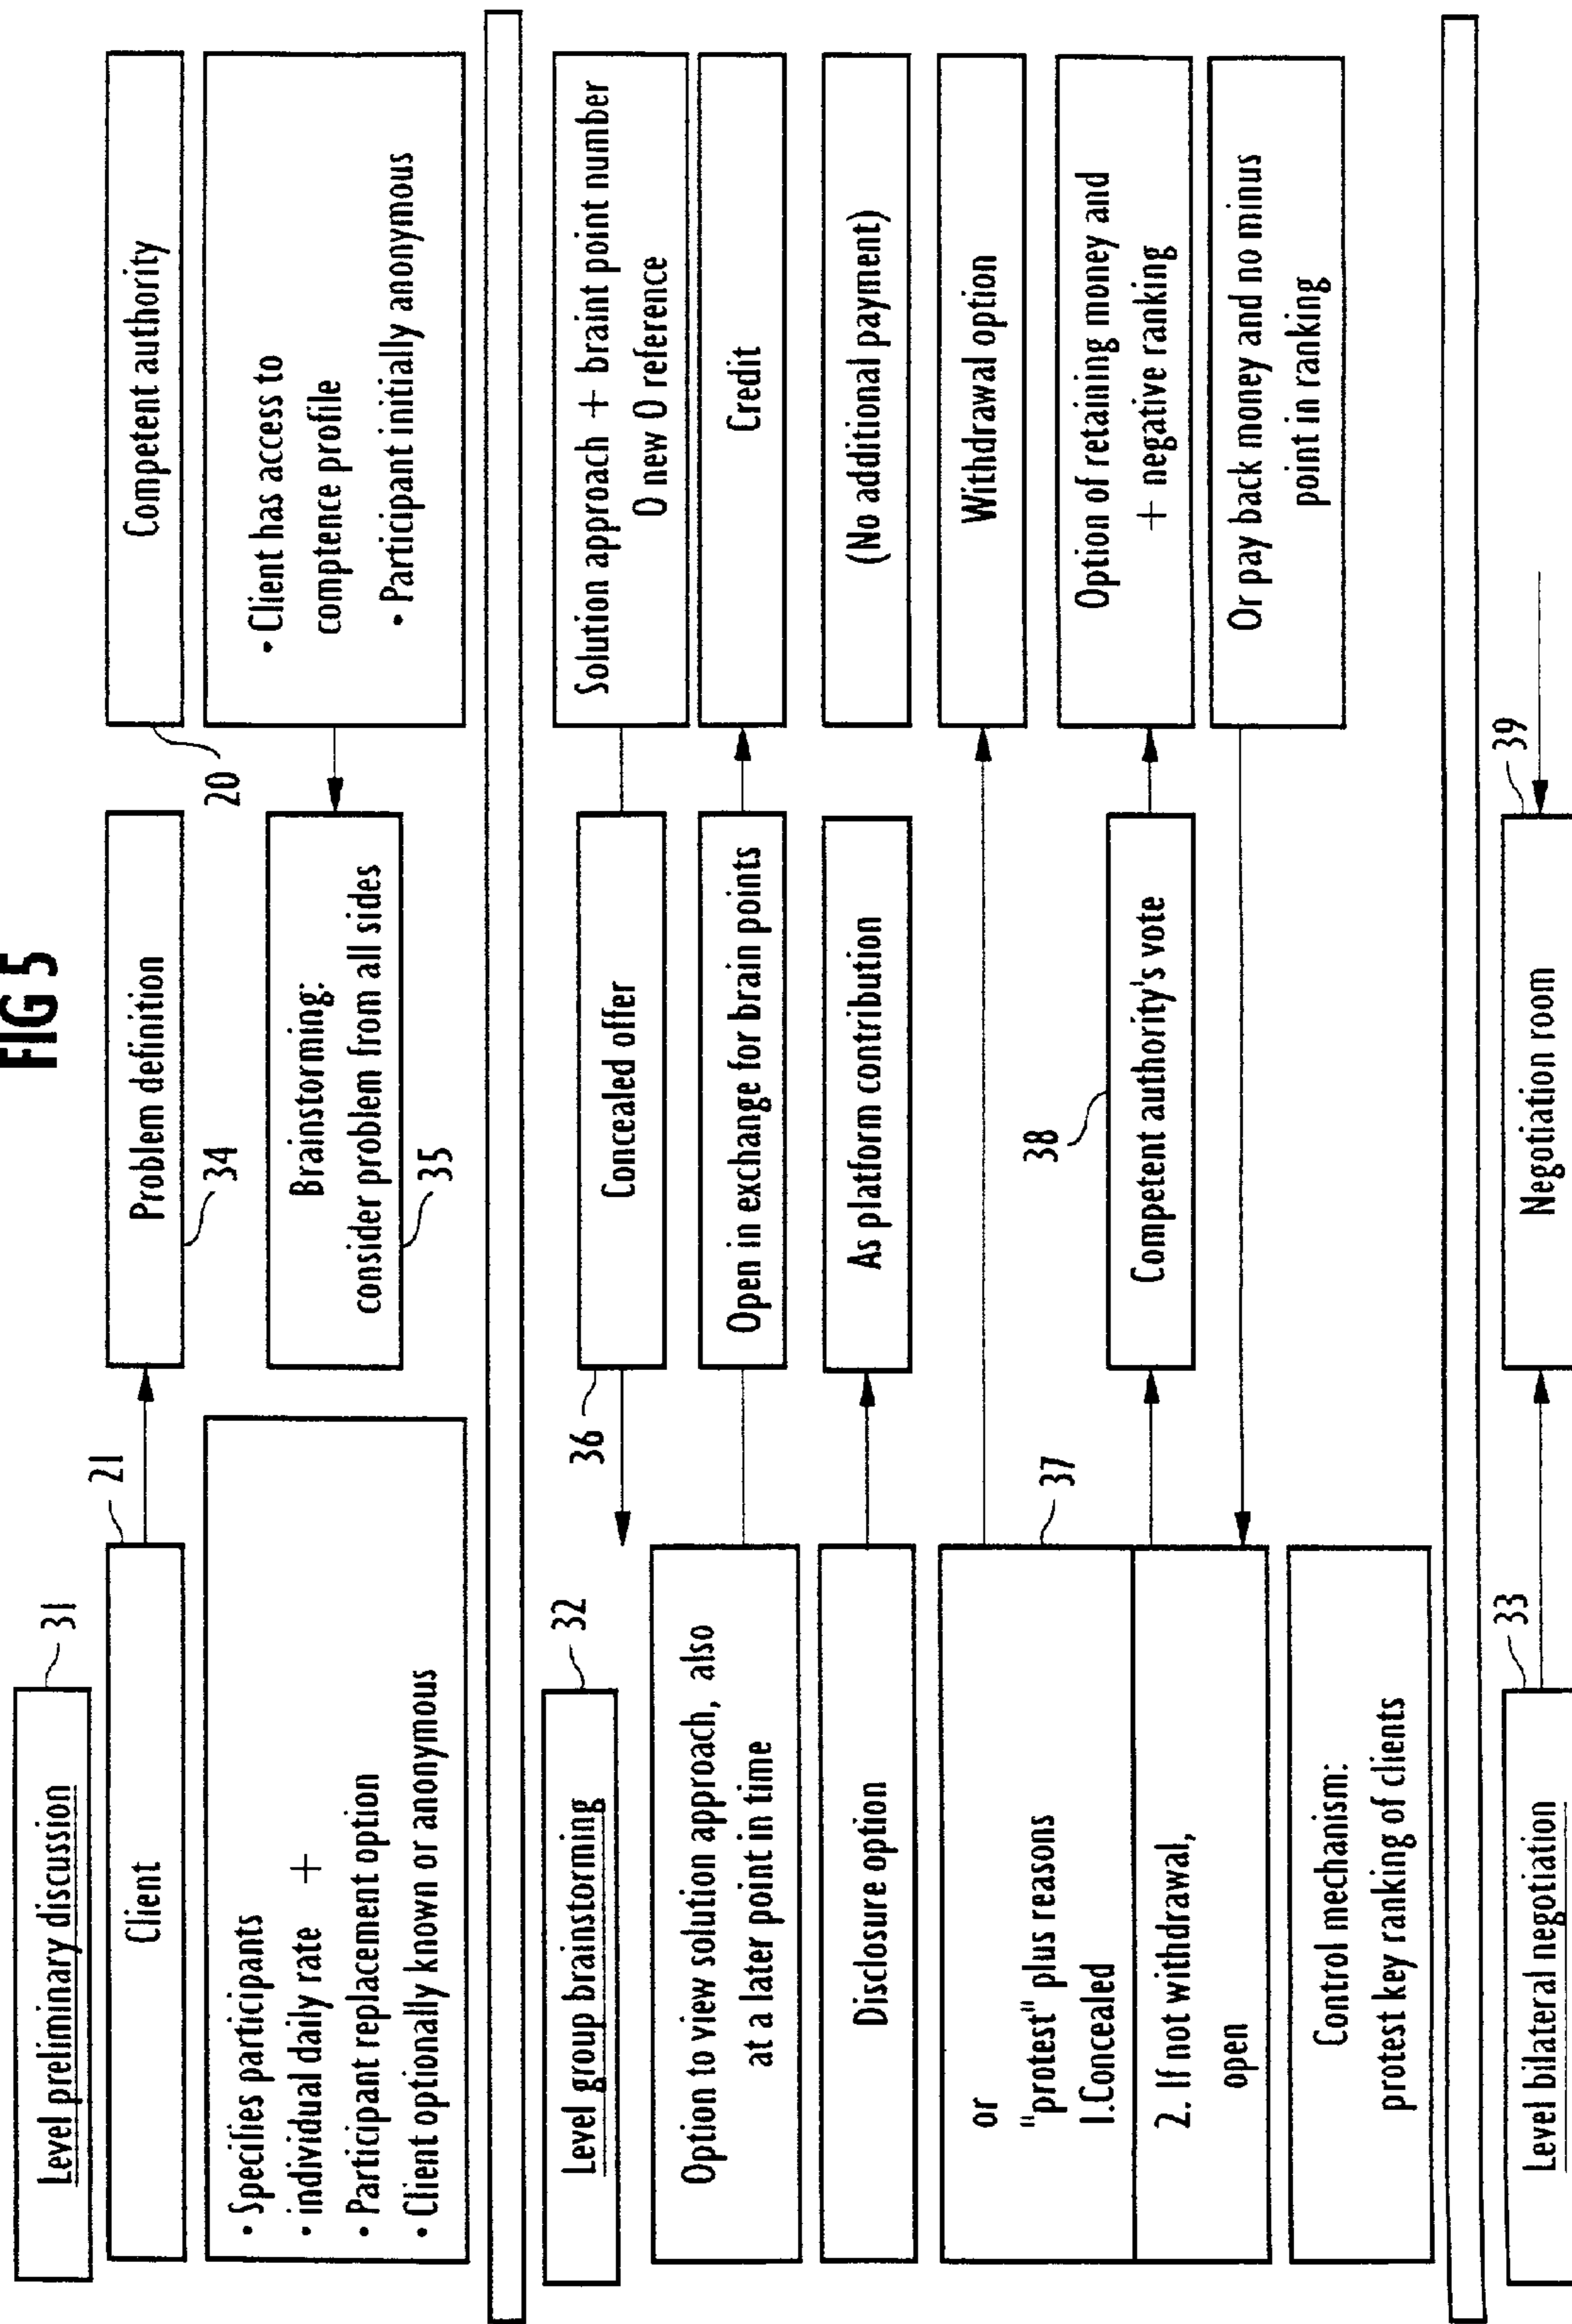 FIG 5
Level preliminary discussion
31
Client
21
Problem definition
34
Competent authority
20
• Specifies participants
• individual daily rate +
• Participant replacement option
• Client optionally known or anonymous
Brainstorming:
consider problem from all sides
35
• Client has access to
comptence profile
• Participant initially anonymous
Level group brainstorming
32
36
Concealed offer
Solution approach + braint point number
O new O reference
Option to view solution approach, also
at a later point in time
Open in exchange for brain points
Credit
Disclosure option
As platform contribution
(No additional payment)
or
"protest" plus reasons
1.Concealed
37
Withdrawal option
2. If not withdrawal,
open
38
Competent authority's vote
Option of retaining money and
+ negative ranking
Or pay back money and no minus
point in ranking
Control mechanism:
protest key ranking of clients
Level bilateral negotiation
33
Negotiation room
39